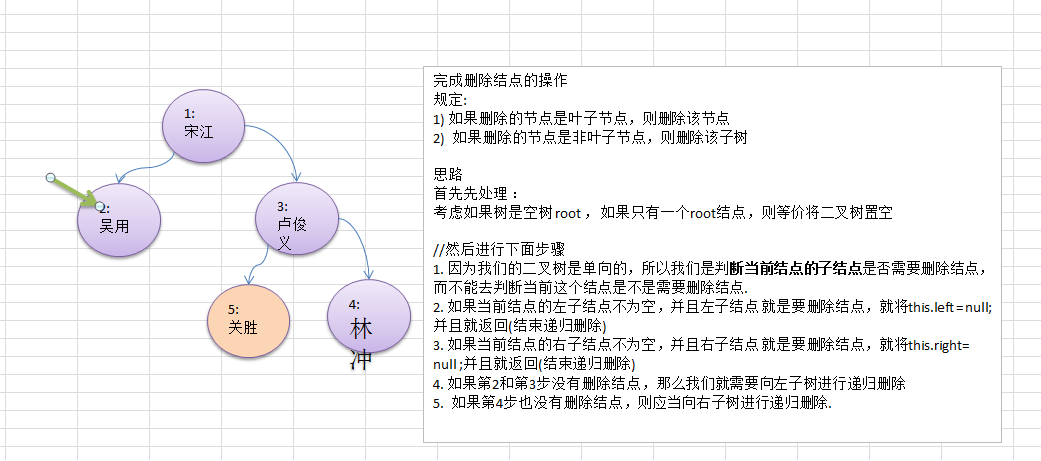 1:
宋江
2:
吴用
3:
卢俊
义
5:
关胜
4:
林
冲
完成删除结点的操作
规定:
1) 如果删除的节点是叶子节点，则删除该节点
2) 如果删除的节点是非叶子节点，则删除该子树
思路
首先先处理：
考虑如果树是空树root ，如果只有一个root结点，则等价将二叉树置空
//然后进行下面步骤
1. 因为我们的二叉树是单向的，所以我们是判断当前结点的子结点是否需要删除结点，
而不能去判断当前这个结点是不是需要删除结点.
2. 如果当前结点的左子结点不为空，并且左子结点 就是要删除结点，就将this.left = null;
并且就返回(结束递归删除)
3. 如果当前结点的右子结点不为空，并且右子结点 就是要删除结点，就将this.right=
null ;并且就返回(结束递归删除)
4. 如果第2和第3步没有删除结点，那么我们就需要向左子树进行递归删除
5. 如果第4步也没有删除结点，则应当向右子树进行递归删除.